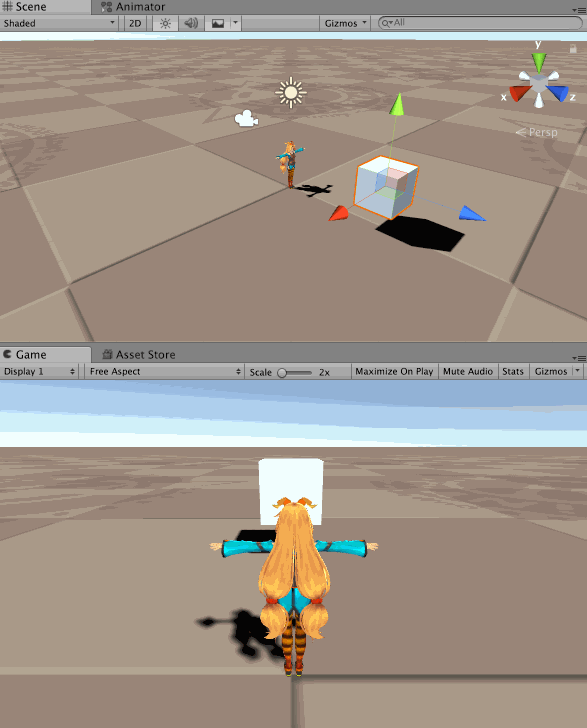 Scene Animator
Shaded 2D Gizmos All
y
x z
Persp
Game Asset Store
Display 1 Free Aspect Scale 2x Maximize On Play Mute Audio Stats Gizmos